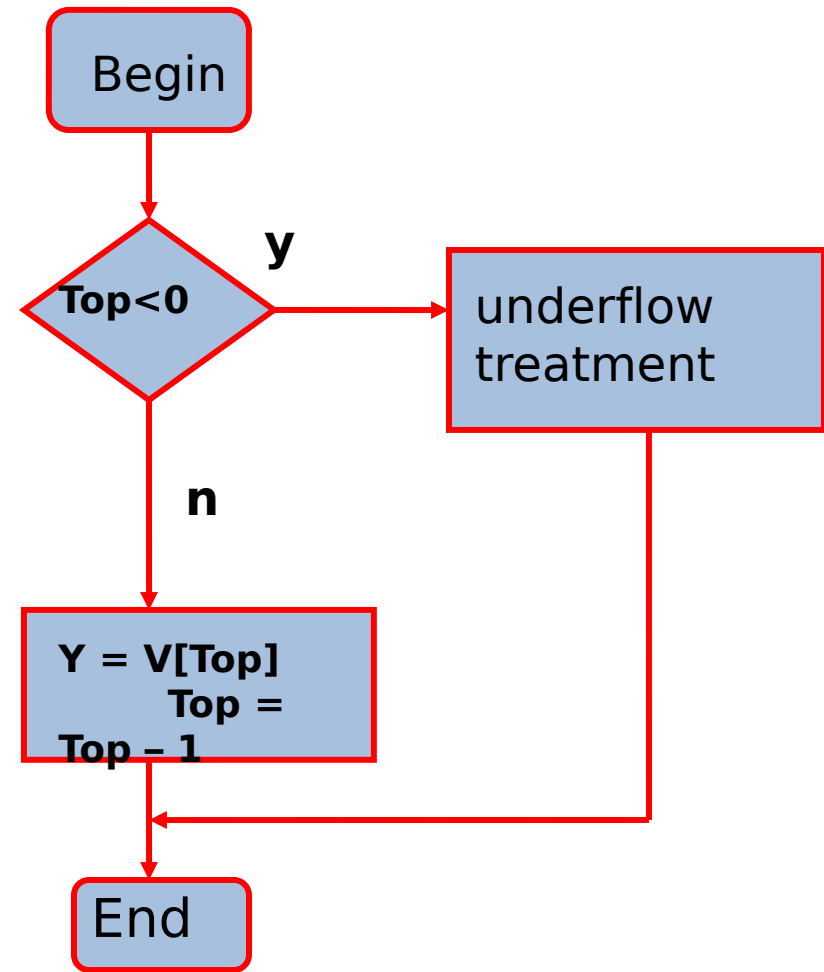 Begin
y
Top<0
underflow
treatment
n
Y = V[Top]
Top =
Top – 1
End